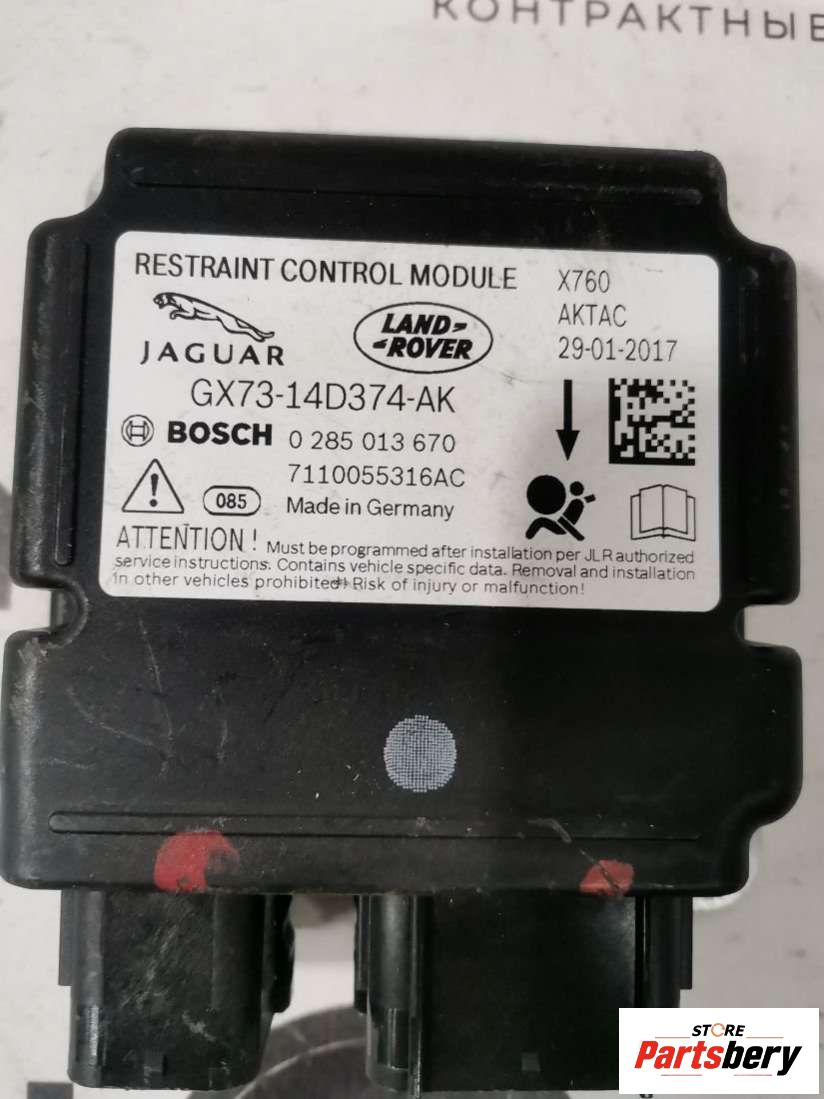 КОНТРАКТНЫЕ
RESTRAINT CONTROL MODULE
X760
AKTAC
29-01-2017
JAGUAR
LAND
ROVER
GX73-14D374-AK
BOSCH 0 285 013 670
7110055316AC
085 Made in Germany
ATTENTION ! Must be programmed after installation per JLR authorized
service instructions. Contains vehicle specific data. Removal and installation
in other vehicles prohibited! Risk of injury or malfunction!
STORE
Partsbery